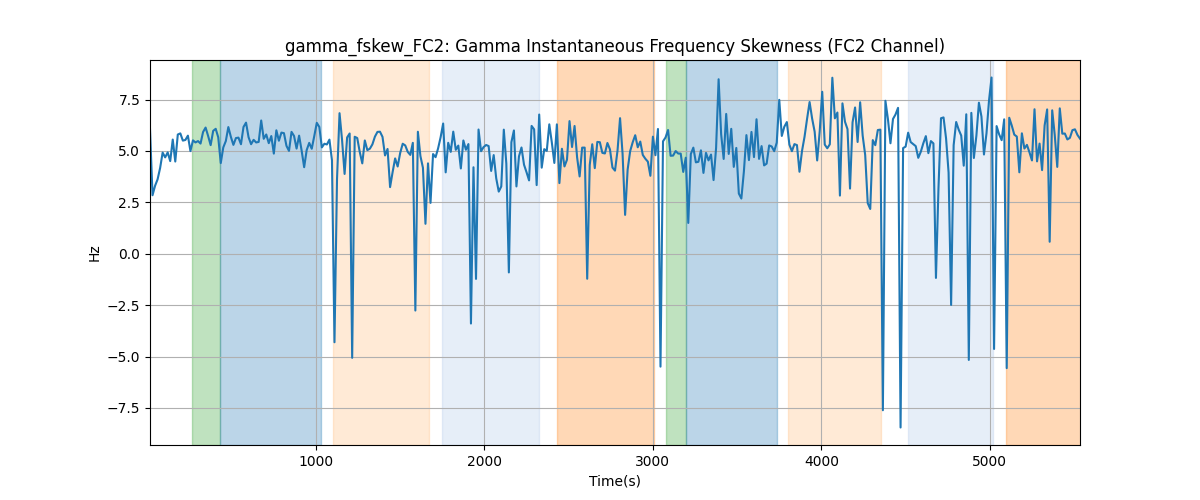 gamma_fskew_FC2: Gamma Instantaneous Frequency Skewness (FC2 Channel)
7.5
5.0
2.5
0.0
−2.5
−5.0
−7.5
Hz
1000 2000 3000 4000 5000
Time(s)